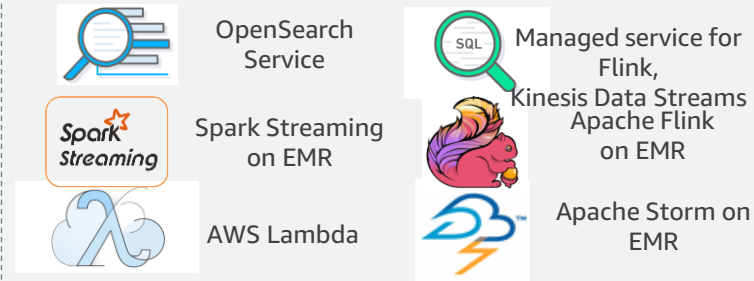 OpenSearch
Service
SQL
Managed service for
Flink,
Kinesis Data Streams
Spark
Streaming
Spark Streaming
on EMR
Apache Flink
on EMR
AWS Lambda
TM
Apache Storm on
EMR